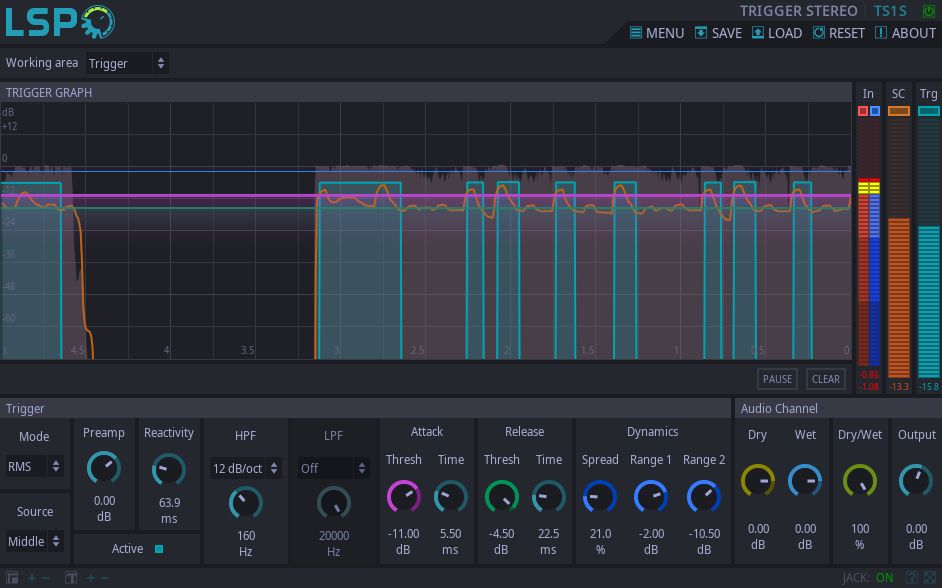 LSP
TRIGGER STEREO TS1S
MENU SAVE LOAD RESET ABOUT
Working area Trigger
TRIGGER GRAPH
In SC Trg
dB
+12
0
-12
-24
-36
-48
-60
s 4.5 4 3.5 3 2.5 2 1.5 1 0.5 0
-0.86
-1.08 -13.3 -15.8
PAUSE CLEAR
Trigger
Audio Channel
Mode
RMS
Source
Middle
Preamp
0.00
dB
Reactivity
63.9
ms
Active
HPF
12 dB/oct
160
Hz
LPF
Off
20000
Hz
Attack
Thresh Time
-11.00 5.50
dB ms
Release
Thresh Time
-4.50 22.5
dB ms
Dynamics
Spread Range 1 Range 2
21.0 -2.00 -10.50
% dB dB
Dry Wet Dry/Wet Output
0.00 0.00 100 0.00
dB dB % dB
JACK: ON